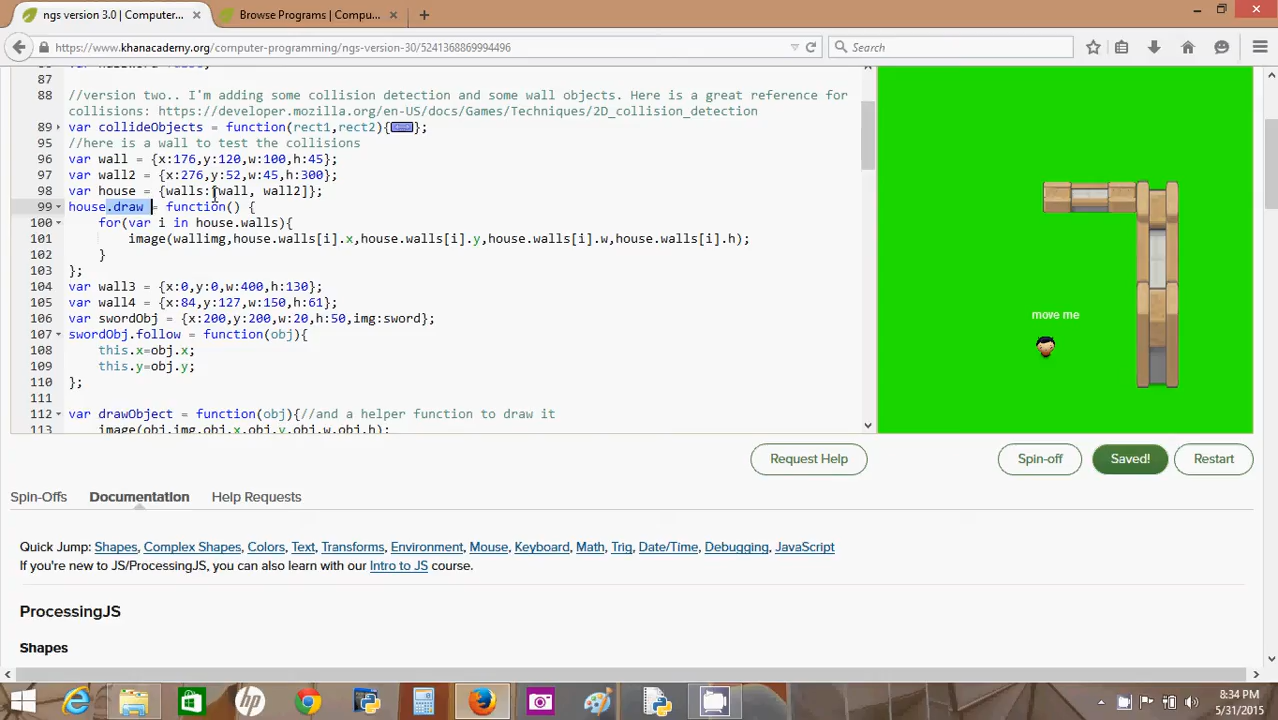 ngs version 3.0 | Computer... × Browse Programs | Compu... × +
https://www.khanacademy.org/computer-programming/ngs-version-30/5241368869994496 Search
87
88 //version two.. I'm adding some collision detection and some wall objects. Here is a great reference for
collisions: https://developer.mozilla.org/en-US/docs/Games/Techniques/2D_collision_detection
89 var collideObjects = function(rect1,rect2){ };
95 //here is a wall to test the collisions
96 var wall = {x:176,y:120,w:100,h:45};
97 var wall2 = {x:276,y:52,w:45,h:300};
98 var house = {walls:[wall, wall2]};
99 house.draw = function() {
100 for(var i in house.walls){
101 image(wallimg,house.walls[i].x,house.walls[i].y,house.walls[i].w,house.walls[i].h);
102 }
103 };
104 var wall3 = {x:0,y:0,w:400,h:130};
105 var wall4 = {x:84,y:127,w:150,h:61};
106 var swordObj = {x:200,y:200,w:20,h:50,img:sword};
107 swordObj.follow = function(obj){
108 this.x=obj.x;
109 this.y=obj.y;
110 };
111
112 var drawObject = function(obj){//and a helper function to draw it
113 image(obj.img,obj.x,obj.y,obj.w,obj.h);
move me
Request Help Spin-off Saved! Restart
Spin-Offs Documentation Help Requests
Quick Jump: Shapes, Complex Shapes, Colors, Text, Transforms, Environment, Mouse, Keyboard, Math, Trig, Date/Time, Debugging, JavaScript
If you're new to JS/ProcessingJS, you can also learn with our Intro to JS course.
ProcessingJS
Shapes
8:34 PM
5/31/2015